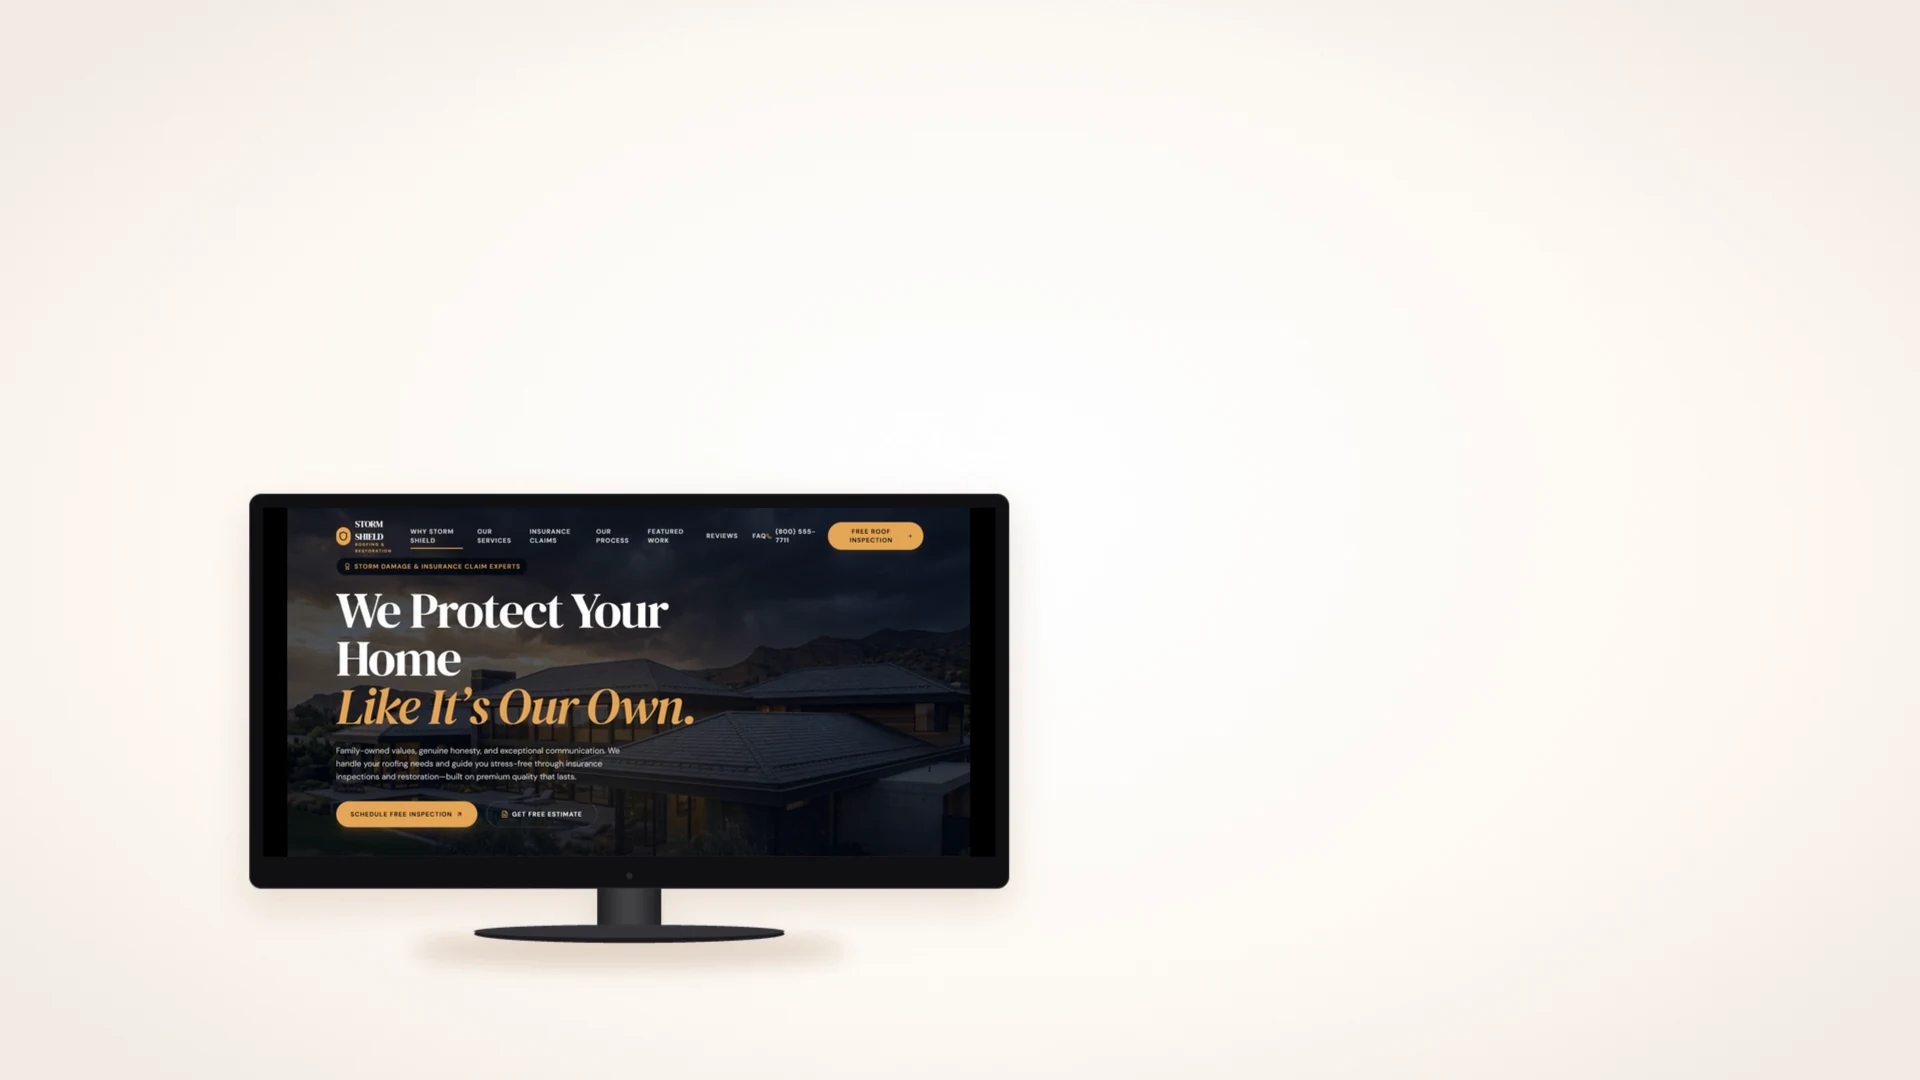 STORM
SHIELD
ROOFING &
RESTORATION
WHY STORM
SHIELD
OUR
SERVICES
INSURANCE
CLAIMS
OUR
PROCESS
FEATURED
WORK
REVIEWS
FAQ
(800) 555-
7711
FREE ROOF
INSPECTION
STORM DAMAGE & INSURANCE CLAIM EXPERTS
We Protect Your
Home
Like It’s Our Own.
Family-owned values, genuine honesty, and exceptional communication. We
handle your roofing needs and guide you stress-free through insurance
inspections and restoration—built on premium quality that lasts.
SCHEDULE FREE INSPECTION
GET FREE ESTIMATE